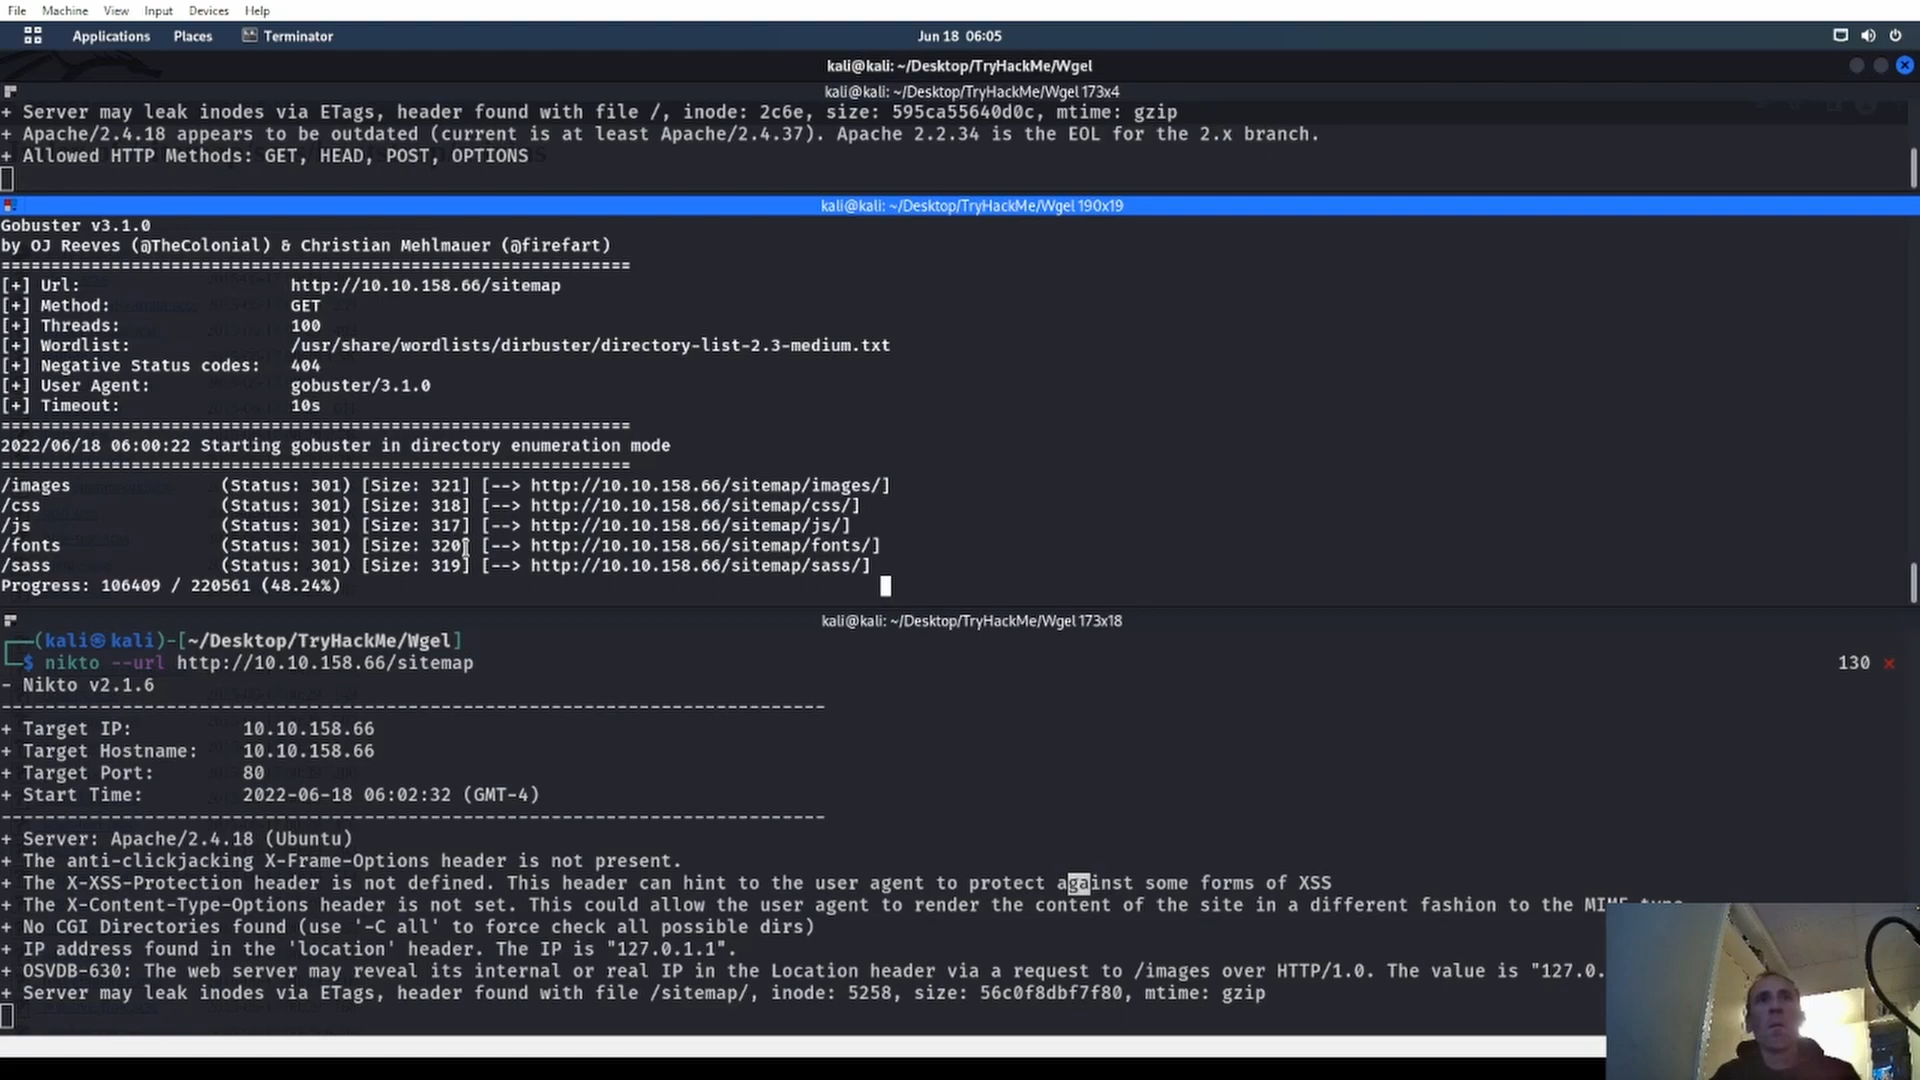 File Machine View Input Devices Help
Applications Places Terminator Jun 18 06:05
kali@kali: ~/Desktop/TryHackMe/Wgel
kali@kali: ~/Desktop/TryHackMe/Wgel 173x4
+ Server may leak inodes via ETags, header found with file /, inode: 2c6e, size: 595ca55640d0c, mtime: gzip
+ Apache/2.4.18 appears to be outdated (current is at least Apache/2.4.37). Apache 2.2.34 is the EOL for the 2.x branch.
+ Allowed HTTP Methods: GET, HEAD, POST, OPTIONS
kali@kali: ~/Desktop/TryHackMe/Wgel 190x19
Gobuster v3.1.0
by OJ Reeves (@TheColonial) & Christian Mehlmauer (@firefart)
===============================================================
[+] Url: http://10.10.158.66/sitemap
[+] Method: GET
[+] Threads: 100
[+] Wordlist: /usr/share/wordlists/dirbuster/directory-list-2.3-medium.txt
[+] Negative Status codes: 404
[+] User Agent: gobuster/3.1.0
[+] Timeout: 10s
===============================================================
2022/06/18 06:00:22 Starting gobuster in directory enumeration mode
===============================================================
/images (Status: 301) [Size: 321] [--> http://10.10.158.66/sitemap/images/]
/css (Status: 301) [Size: 318] [--> http://10.10.158.66/sitemap/css/]
/js (Status: 301) [Size: 317] [--> http://10.10.158.66/sitemap/js/]
/fonts (Status: 301) [Size: 320] [--> http://10.10.158.66/sitemap/fonts/]
/sass (Status: 301) [Size: 319] [--> http://10.10.158.66/sitemap/sass/]
Progress: 106409 / 220561 (48.24%)
kali@kali: ~/Desktop/TryHackMe/Wgel 173x18
(kali㉿kali)-[~/Desktop/TryHackMe/Wgel]
$ nikto --url http://10.10.158.66/sitemap 130 ⨯
- Nikto v2.1.6
---------------------------------------------------------------------------
+ Target IP: 10.10.158.66
+ Target Hostname: 10.10.158.66
+ Target Port: 80
+ Start Time: 2022-06-18 06:02:32 (GMT-4)
---------------------------------------------------------------------------
+ Server: Apache/2.4.18 (Ubuntu)
+ The anti-clickjacking X-Frame-Options header is not present.
+ The X-XSS-Protection header is not defined. This header can hint to the user agent to protect against some forms of XSS
+ The X-Content-Type-Options header is not set. This could allow the user agent to render the content of the site in a different fashion to the MIME type
+ No CGI Directories found (use '-C all' to force check all possible dirs)
+ IP address found in the 'location' header. The IP is "127.0.1.1".
+ OSVDB-630: The web server may reveal its internal or real IP in the Location header via a request to /images over HTTP/1.0. The value is "127.0.
+ Server may leak inodes via ETags, header found with file /sitemap/, inode: 5258, size: 56c0f8dbf7f80, mtime: gzip